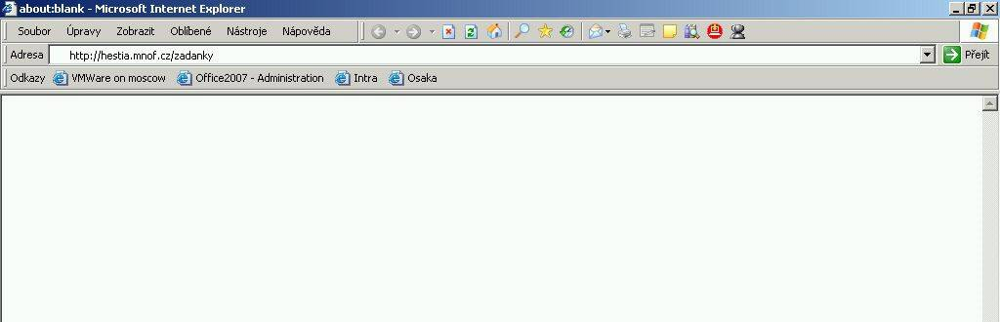 about:blank - Microsoft Internet Explorer
Soubor Úpravy Zobrazit Oblíbené Nástroje Nápověda
Adresa http://hestia.mnof.cz/zadanky Přejít
Odkazy VMWare on moscow Office2007 - Administration Intra Osaka